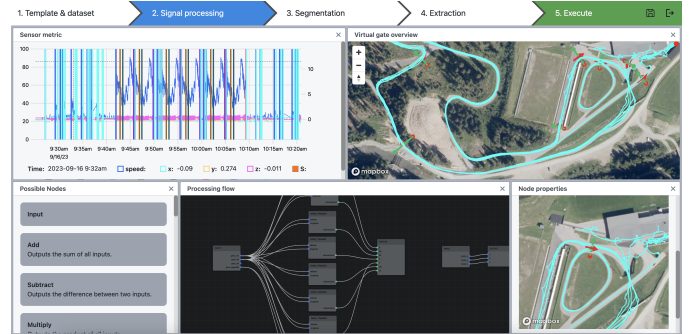 1. Template & dataset
2. Signal processing
3. Segmentation
4. Extraction
5. Execute
Sensor metric
×
100
80
60
40
20
0
10
5
0
9:30am 9:35am 9:40am 9:45am 9:50am 9:55am 10:00am 10:05am 10:10am 10:15am 10:20am
9/16/23
Time: 2023-09-16 9:32am speed: x: -0.09 y: 0.274 z: -0.011 S:
Virtual gate overview
×
+
−
mapbox
Possible Nodes
×
Input
Add
Outputs the sum of all inputs.
Subtract
Outputs the difference between two inputs.
Multiply
Processing flow
×
Node properties
×
mapbox